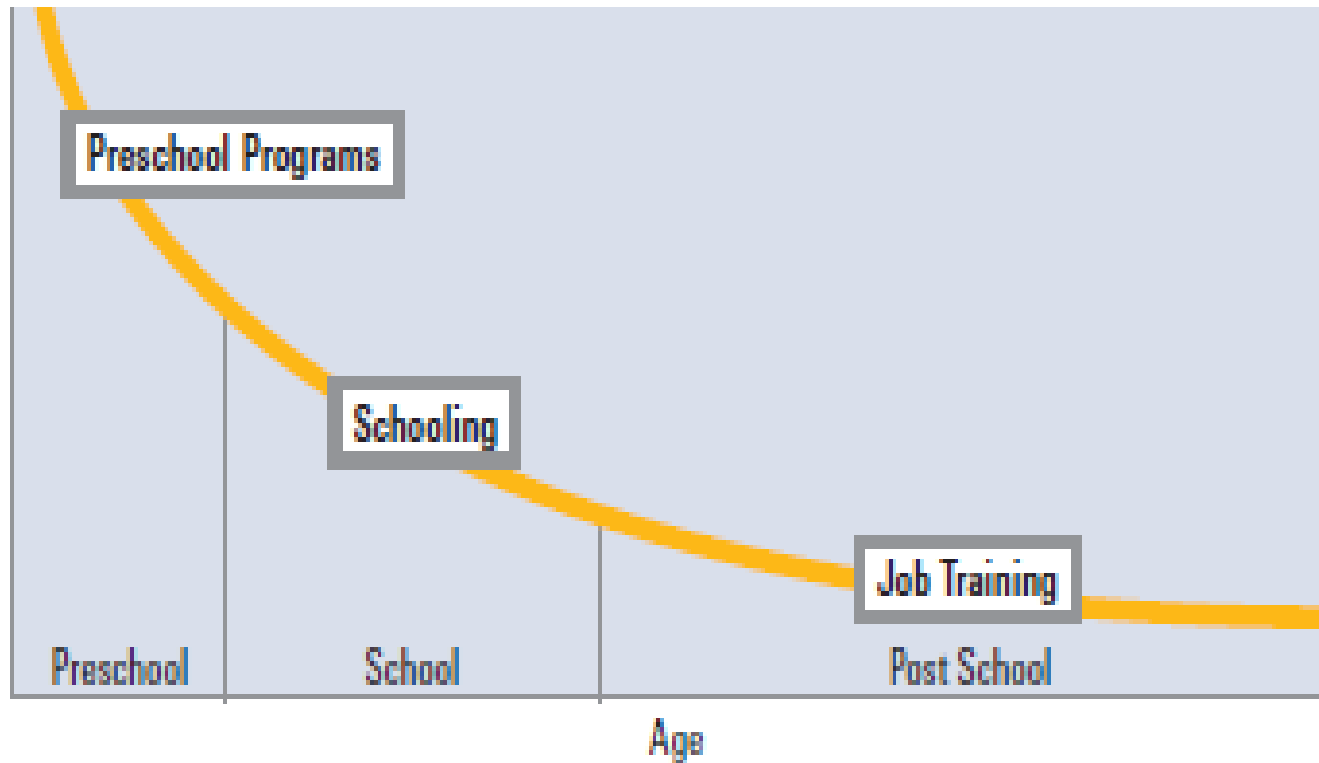 Preschool Programs
Schooling
Job Training
Preschool
School
Post School
Age